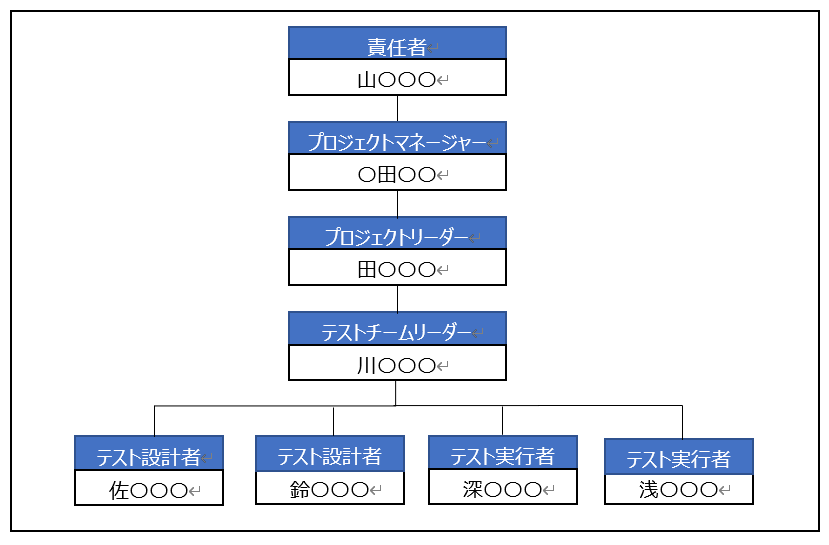 責任者↵
山〇〇〇↵
プロジェクトマネージャー↵
〇田〇〇↵
プロジェクトリーダー↵
田〇〇〇↵
テストチームリーダー↵
川〇〇〇↵
テスト設計者↵
佐〇〇〇↵
テスト設計者
鈴〇〇〇↵
テスト実行者
深〇〇〇↵
テスト実行者
浅〇〇〇↵